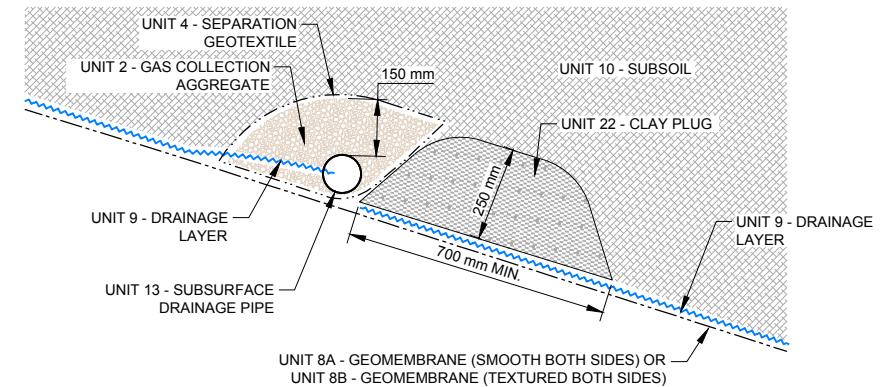 UNIT 4 - SEPARATION
GEOTEXTILE
UNIT 2 - GAS COLLECTION
AGGREGATE
150 mm
UNIT 10 - SUBSOIL
UNIT 22 - CLAY PLUG
250 mm
UNIT 9 - DRAINAGE
LAYER
UNIT 9 - DRAINAGE
LAYER
700 mm MIN.
UNIT 13 - SUBSURFACE
DRAINAGE PIPE
UNIT 8A - GEOMEMBRANE (SMOOTH BOTH SIDES) OR
UNIT 8B - GEOMEMBRANE (TEXTURED BOTH SIDES)